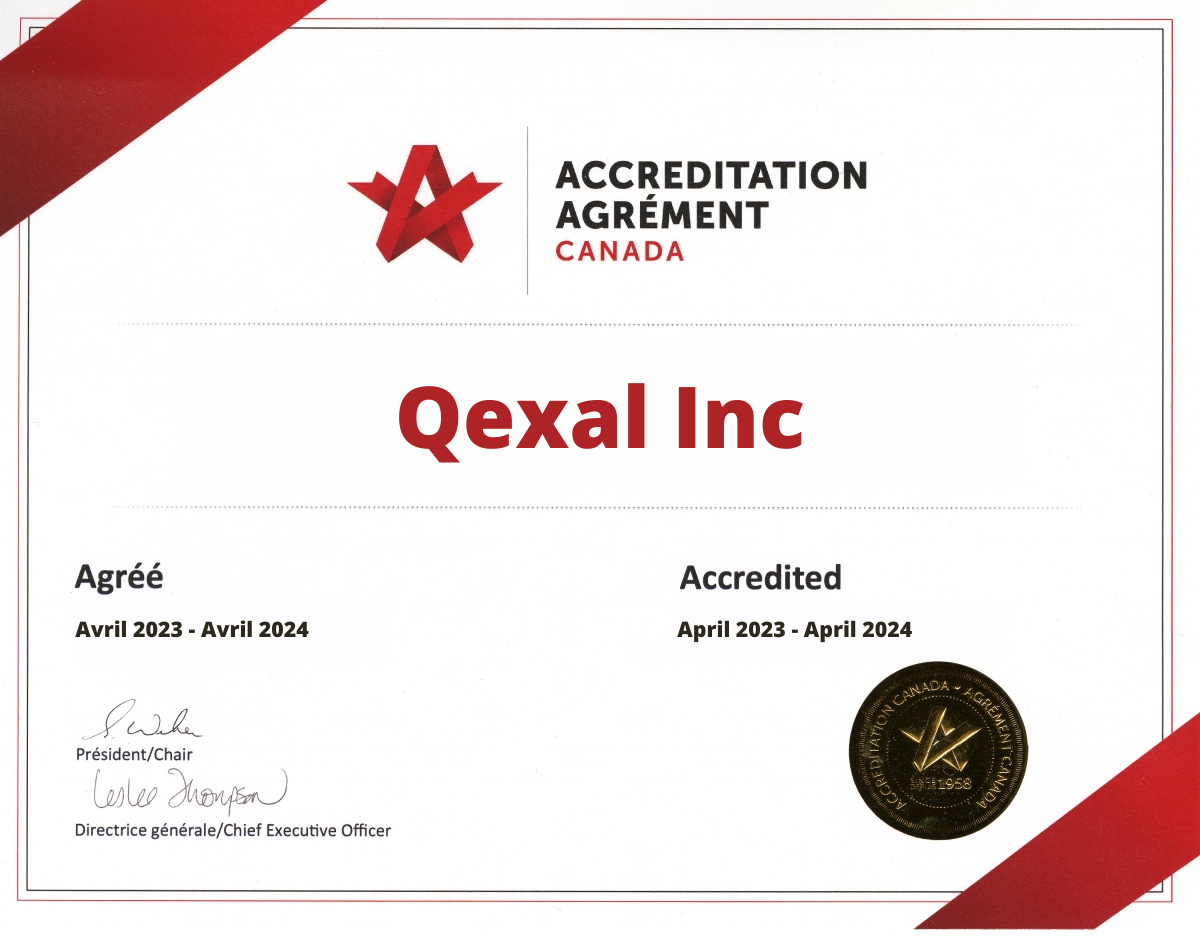 ACCREDITATION
AGRÉMENT
CANADA
Qexal Inc
Agréé
Accredited
Avril 2023 - Avril 2024
April 2023 - April 2024
Président/Chair
Leslee Thompson
Directrice générale/Chief Executive Officer
ACCREDITATION CANADA • AGRÉMENT CANADA
1958